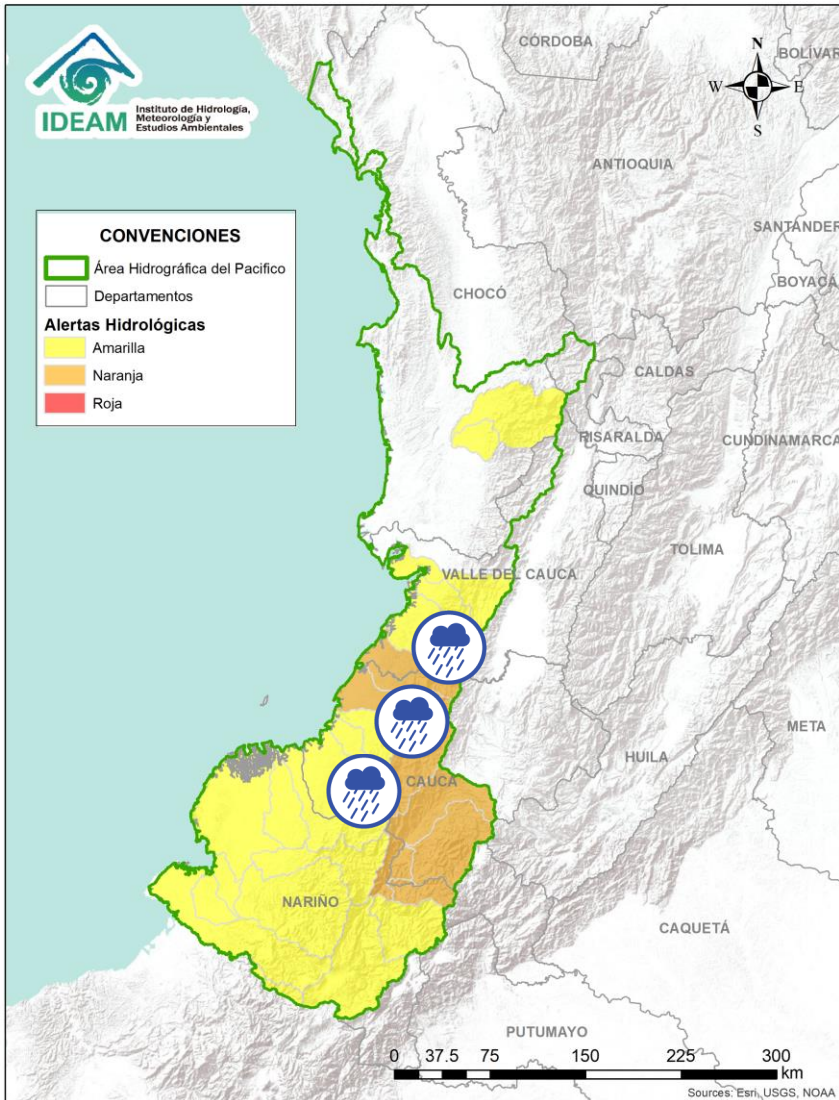 IDEAM
Instituto de Hidrología,
Meteorología y
Estudios Ambientales
CONVENCIONES
Área Hidrográfica del Pacifico
Departamentos
Alertas Hidrológicas
Amarilla
Naranja
Roja
N
W
E
S
CÓRDOBA
BOLÍVAR
ANTIOQUIA
SANTANDER
BOYACÁ
CHOCÓ
CALDAS
RISARALDA
CUNDINAMARCA
QUINDÍO
TOLIMA
VALLE DEL CAUCA
META
HUILA
CAUCA
NARIÑO
CAQUETÁ
PUTUMAYO
0 37.5 75 150 225 300
km
Sources: Esri, USGS, NOAA